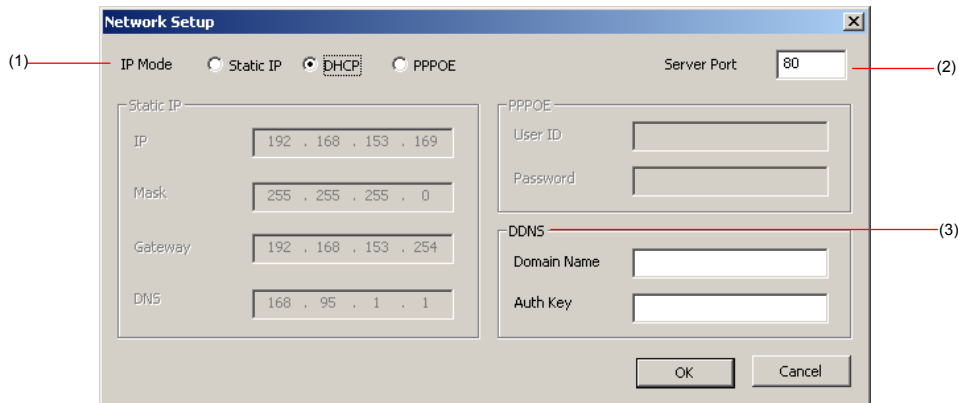 Network Setup
(1)
IP Mode
Static IP
DHCP
PPPOE
Server Port
80
(2)
Static IP
IP
192 . 168 . 153 . 169
Mask
255 . 255 . 255 . 0
Gateway
192 . 168 . 153 . 254
DNS
168 . 95 . 1 . 1
PPPOE
User ID
Password
DDNS
(3)
Domain Name
Auth Key
OK
Cancel